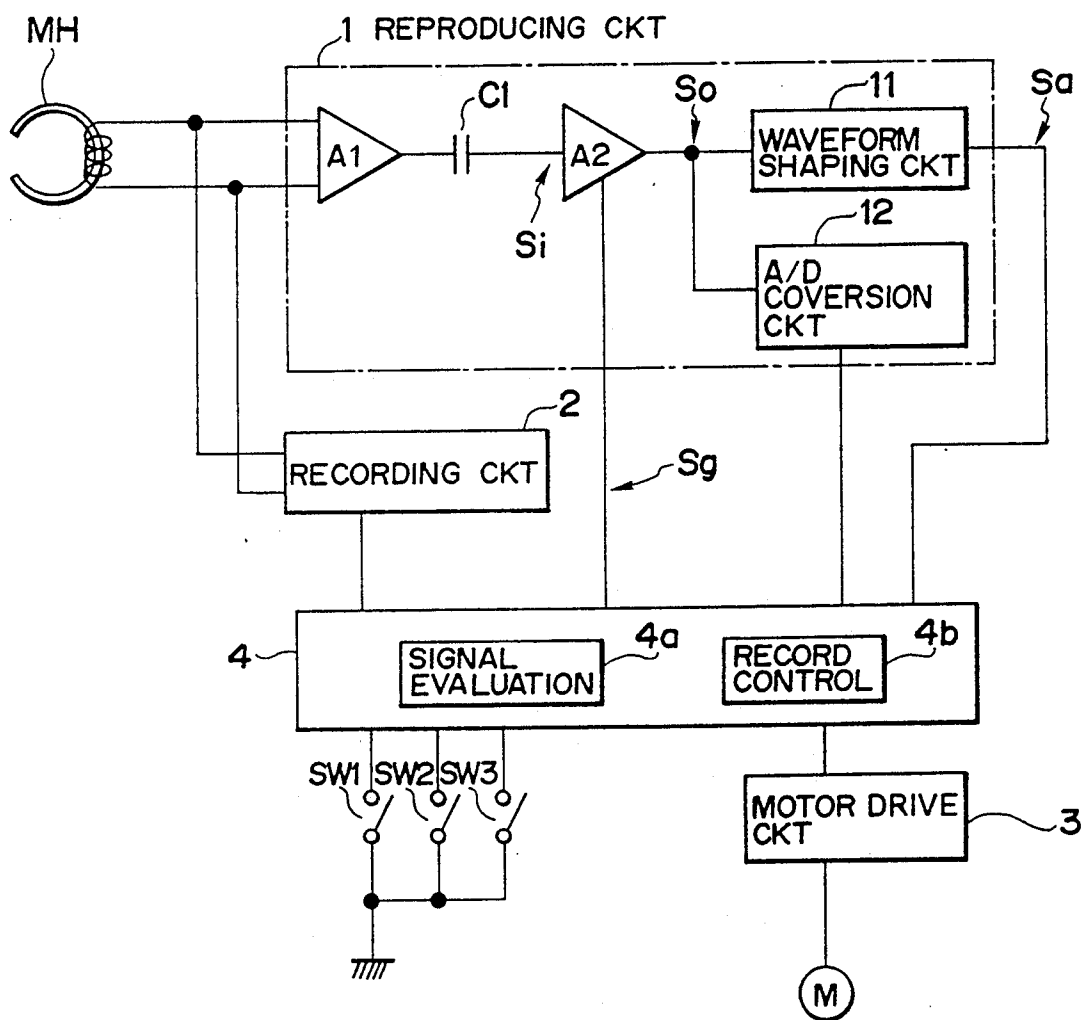 MH
1 REPRODUCING CKT
A1
C1
Si
A2
So
11
WAVEFORM
SHAPING CKT
Sa
12
A/D
COVERSION
CKT
2
RECORDING CKT
Sg
4
4a
SIGNAL
EVALUATION
4b
RECORD
CONTROL
SW1
SW2
SW3
MOTOR DRIVE
CKT
3
M